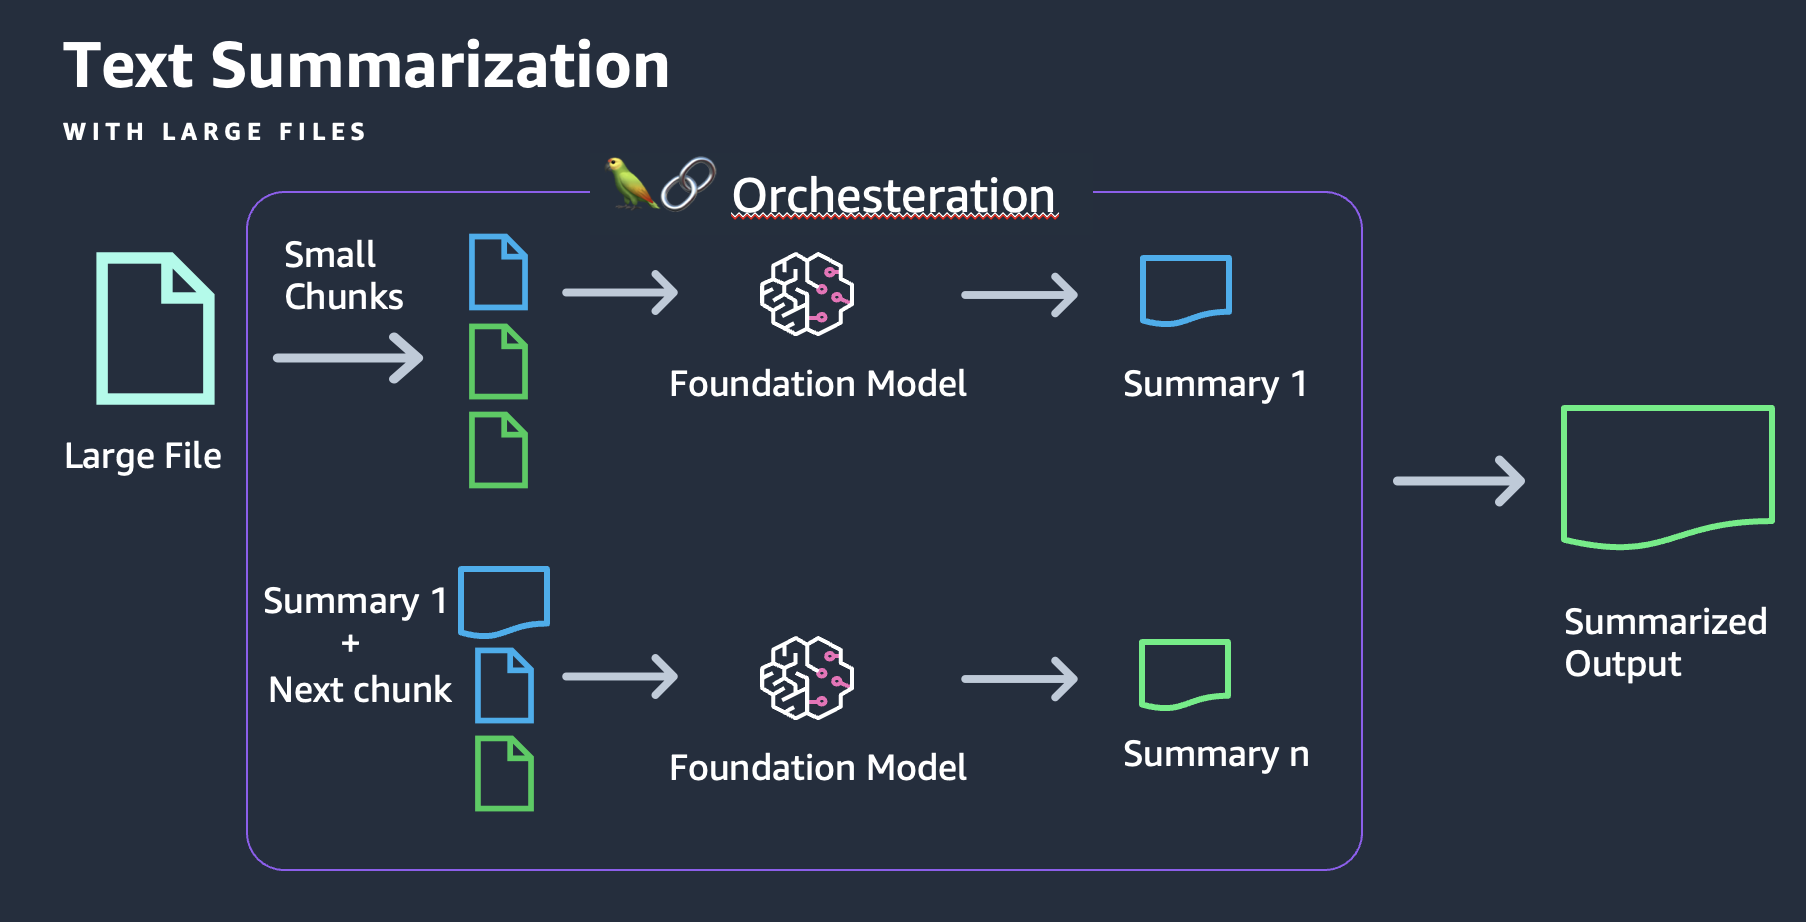 Text Summarization
WITH LARGE FILES
Orchesteration
Small
Chunks
Large File
Foundation Model
Summary 1
Summary 1
+
Next chunk
Foundation Model
Summary n
Summarized
Output